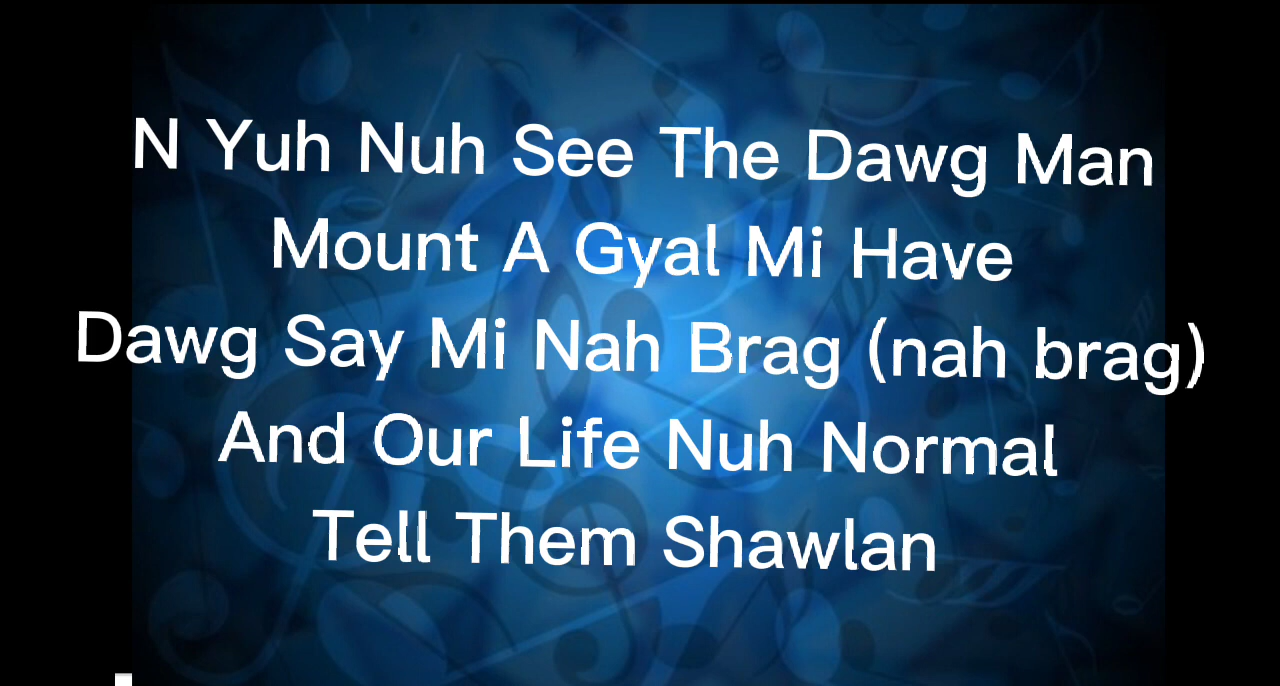 N Yuh Nuh See The Dawg Man
Mount A Gyal Mi Have
Dawg Say Mi Nah Brag (nah brag)
And Our Life Nuh Normal
Tell Them Shawlan